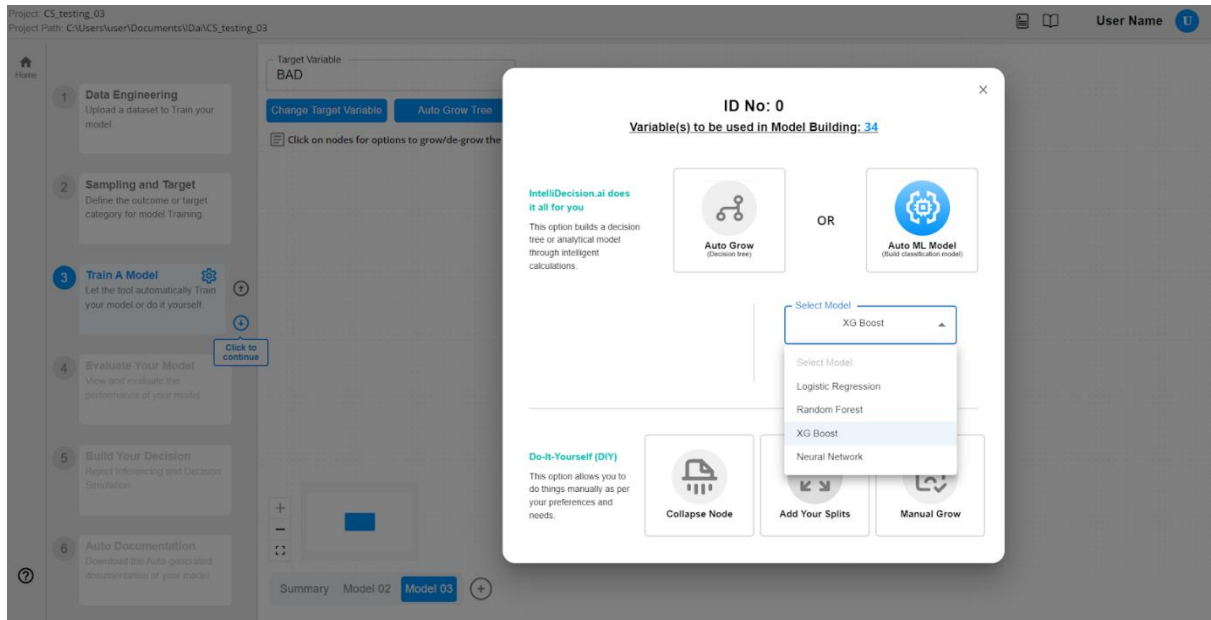 Project: CS_testing_03
Project Path: C:\Users\user\Documents\IDai\CS_testing_03
User Name
U
Home
1
Data Engineering
Upload a dataset to Train your
model.
2
Sampling and Target
Define the outcome or target
category for model Training.
3
Train A Model
Let the tool automatically Train
your model or do it yourself.
Click to
continue
4
Evaluate Your Model
View and evaluate the
performance of your model
5
Build Your Decision
Reject Inferencing and Decision
Simulation
6
Auto Documentation
Download the Auto generated
documentation of your model
Target Variable
BAD
Change Target Variable
Auto Grow Tree
Click on nodes for options to grow/de-grow the
Summary
Model 02
Model 03
ID No: 0
Variable(s) to be used in Model Building: 34
IntelliDecision.ai does
it all for you
This option builds a decision
tree or analytical model
through intelligent
calculations.
Auto Grow
(Decision tree)
OR
Auto ML Model
(Build classification model)
Select Model
XG Boost
Select Model
Logistic Regression
Random Forest
XG Boost
Neural Network
Do-It-Yourself (DIY)
This option allows you to
do things manually as per
your preferences and
needs.
Collapse Node
Add Your Splits
Manual Grow